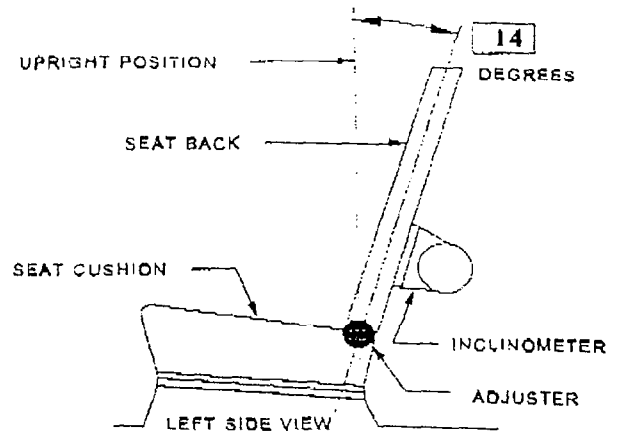 14
UPRIGHT POSITION
DEGREES
SEAT BACK
SEAT CUSHION
INCLINOMETER
ADJUSTER
LEFT SIDE VIEW